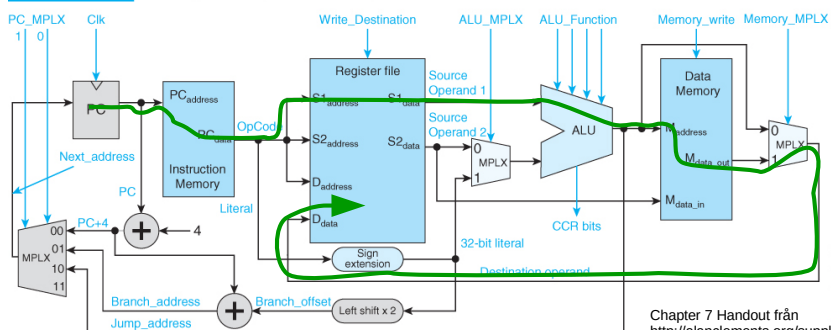 PC_MPLX
1 0
Clk
Write_Destination
ALU_MPLX
ALU_Function
Memory_write
Memory_MPLX
PC
PCaddress
PCdata
Instruction
Memory
OpCode
Register file
S1address
S1data
S2address
S2data
Daddress
Ddata
Source
Operand 1
Source
Operand 2
0
MPLX
1
ALU
CCR bits
Data
Memory
Maddress
Mdata_out
Mdata_in
0
MPLX
1
Next_address
PC
Literal
PC+4
4
+
MPLX
00
01
10
11
Sign
extension
32-bit literal
Destination operand
Branch_address
+
Branch_offset
Left shift x 2
Jump_address
Chapter 7 Handout från